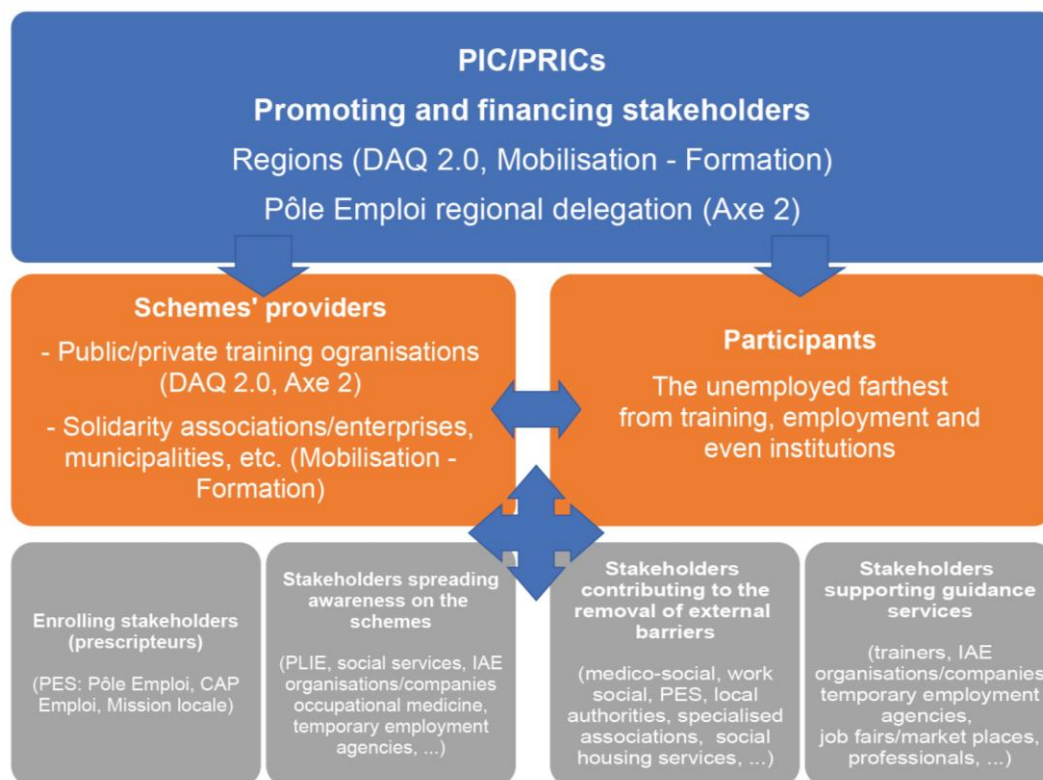 PIC/PRICs
Promoting and financing stakeholders
Regions (DAQ 2.0, Mobilisation - Formation)
Pôle Emploi regional delegation (Axe 2)
Schemes' providers
- Public/private training ogranisations
(DAQ 2.0, Axe 2)
- Solidarity associations/enterprises,
municipalities, etc. (Mobilisation -
Formation)
Participants
The unemployed farthest
from training, employment and
even institutions
Enrolling stakeholders
(prescripteurs)
(PES: Pôle Emploi, CAP
Emploi, Mission locale)
Stakeholders spreading
awareness on the
schemes
(PLIE, social services, IAE
organisations/companies
occupational medicine,
temporary employment
agencies, ...)
Stakeholders
contributing to the
removal of external
barriers
(medico-social, work
social, PES, local
authorities, specialised
associations, social
housing services, ...)
Stakeholders
supporting guidance
services
(trainers, IAE
organisations/companies,
temporary employment
agencies,
job fairs/market places,
professionals, ...)